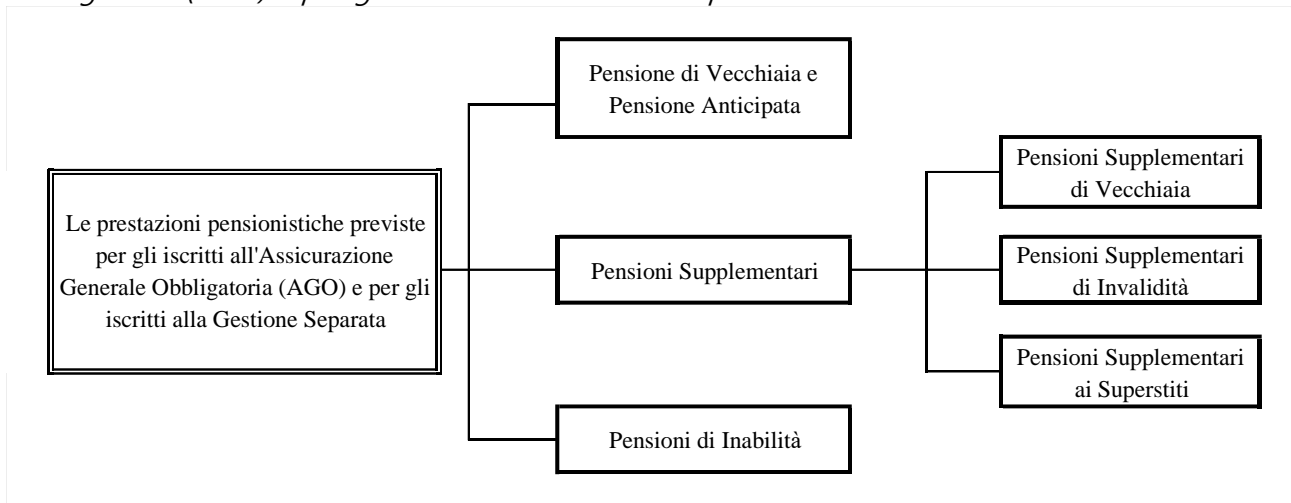 Pensione di Vecchiaia e
Pensione Anticipata
Le prestazioni pensionistiche previste
per gli iscritti all'Assicurazione
Generale Obbligatoria (AGO) e per gli
iscritti alla Gestione Separata
Pensioni Supplementari
Pensioni di Inabilità
Pensioni Supplementari
di Vecchiaia
Pensioni Supplementari
di Invalidità
Pensioni Supplementari
ai Superstiti